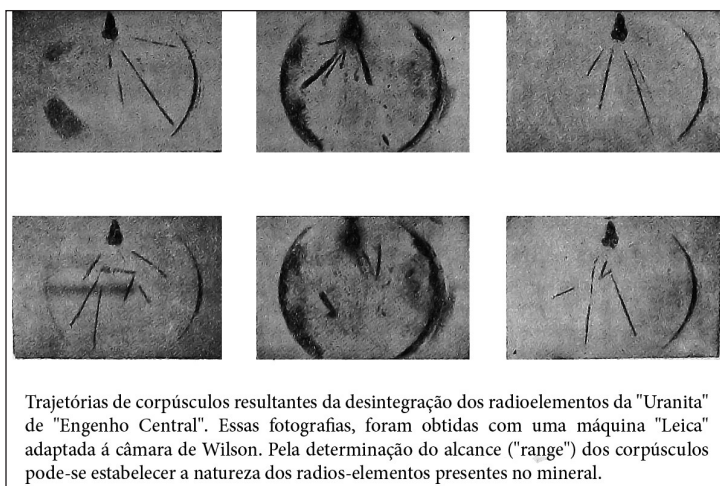 Trajetórias de corpúsculos resultantes da desintegração dos radioelementos da "Uranita"
de "Engenho Central". Essas fotografias, foram obtidas com uma máquina "Leica"
adaptada á câmara de Wilson. Pela determinação do alcance ("range") dos corpúsculos
pode-se estabelecer a natureza dos radios-elementos presentes no mineral.